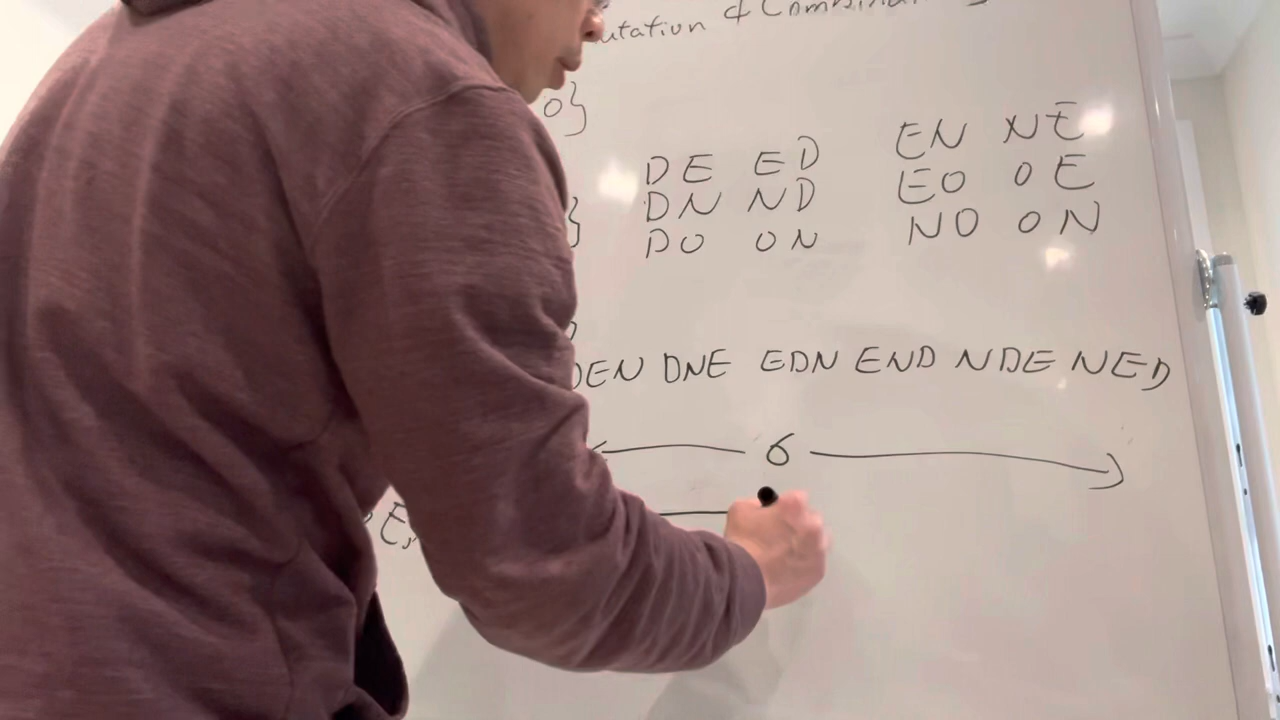 utation & Combina
o}
DE ED EN NE
DN ND EO OE
DO ON NO ON
DEN DNE EDN END NDE NED
6
E,